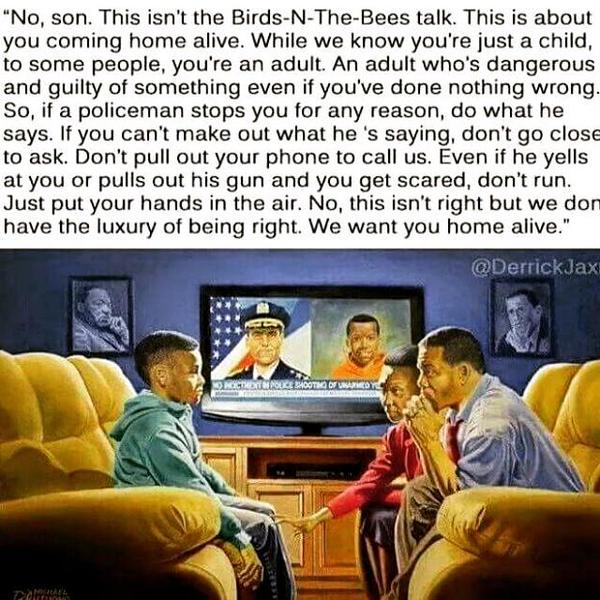 “No, son. This isn't the Birds-N-The-Bees talk. This is about
you coming home alive. While we know you're just a child,
to some people, you're an adult. An adult who's dangerous
and guilty of something even if you've done nothing wrong.
So, if a policeman stops you for any reason, do what he
says. If you can't make out what he 's saying, don't go close
to ask. Don't pull out your phone to call us. Even if he yells
at you or pulls out his gun and you get scared, don't run.
Just put your hands in the air. No, this isn't right but we don
have the luxury of being right. We want you home alive.”
@DerrickJax
NO INDICTMENT IN POLICE SHOOTING OF UNARMED YO
MICHAEL